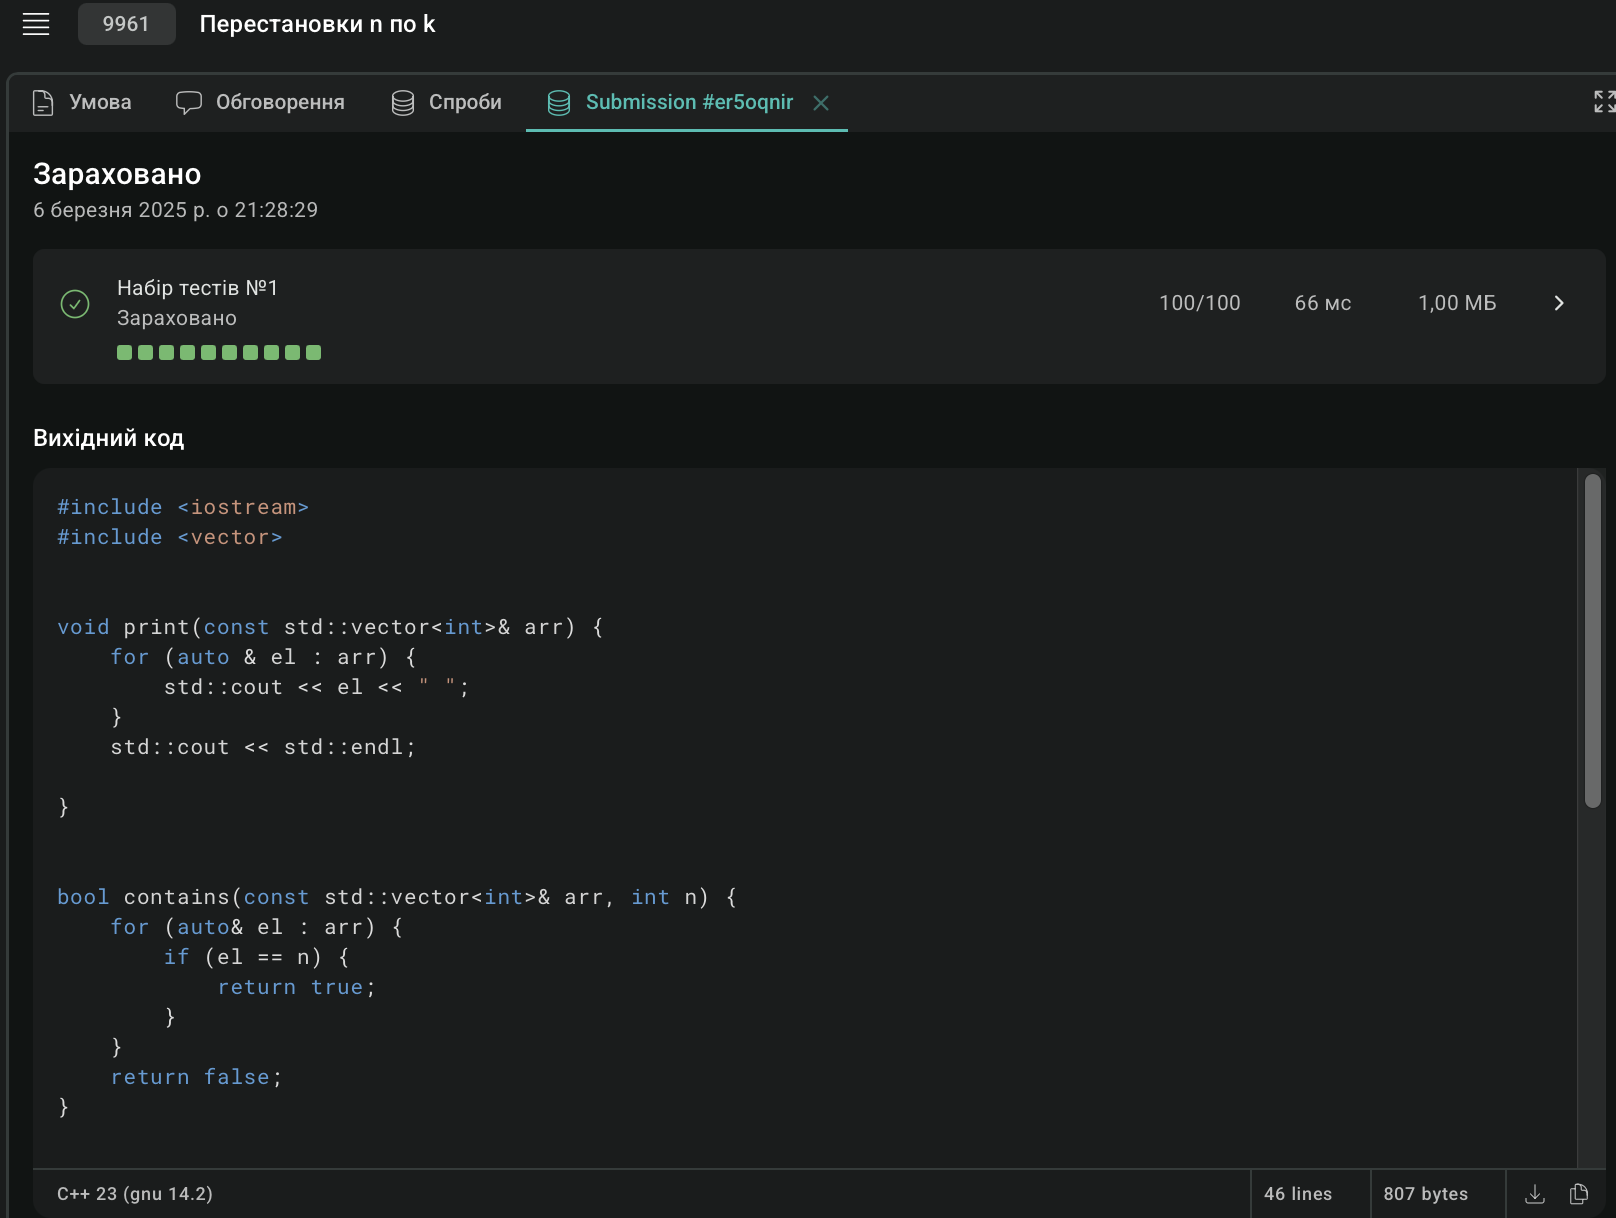 9961 Перестановки n по k
Умова Обговорення Спроби Submission #er5oqnir
Зараховано
6 березня 2025 р. о 21:28:29
Набір тестів №1
Зараховано
100/100 66 мс 1,00 МБ
Вихідний код
#include <iostream>
#include <vector>
void print(const std::vector<int>& arr) {
    for (auto & el : arr) {
        std::cout << el << " ";
    }
    std::cout << std::endl;
}
bool contains(const std::vector<int>& arr, int n) {
    for (auto& el : arr) {
        if (el == n) {
            return true;
        }
    }
    return false;
}
C++ 23 (gnu 14.2) 46 lines 807 bytes